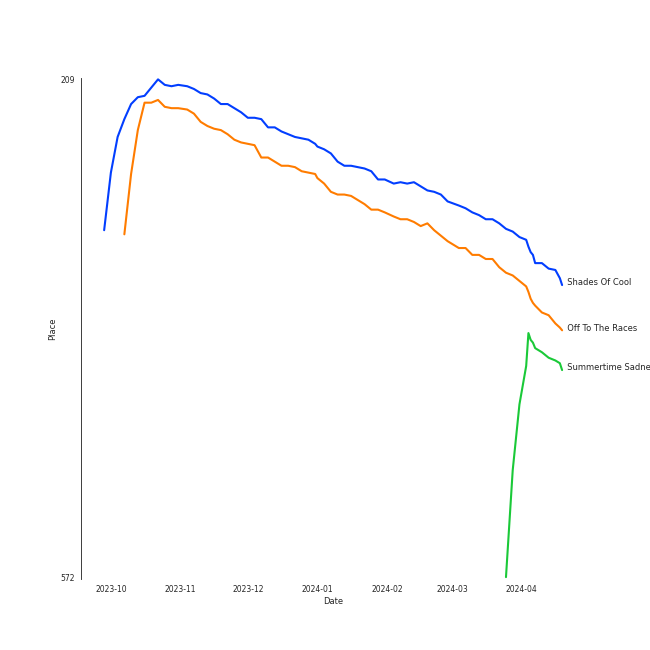 209
Shades Of Cool
Off To The Races
Place
Summertime Sadne
572
2023-10 2023-11 2023-12 2024-01 2024-02 2024-03 2024-04
Date